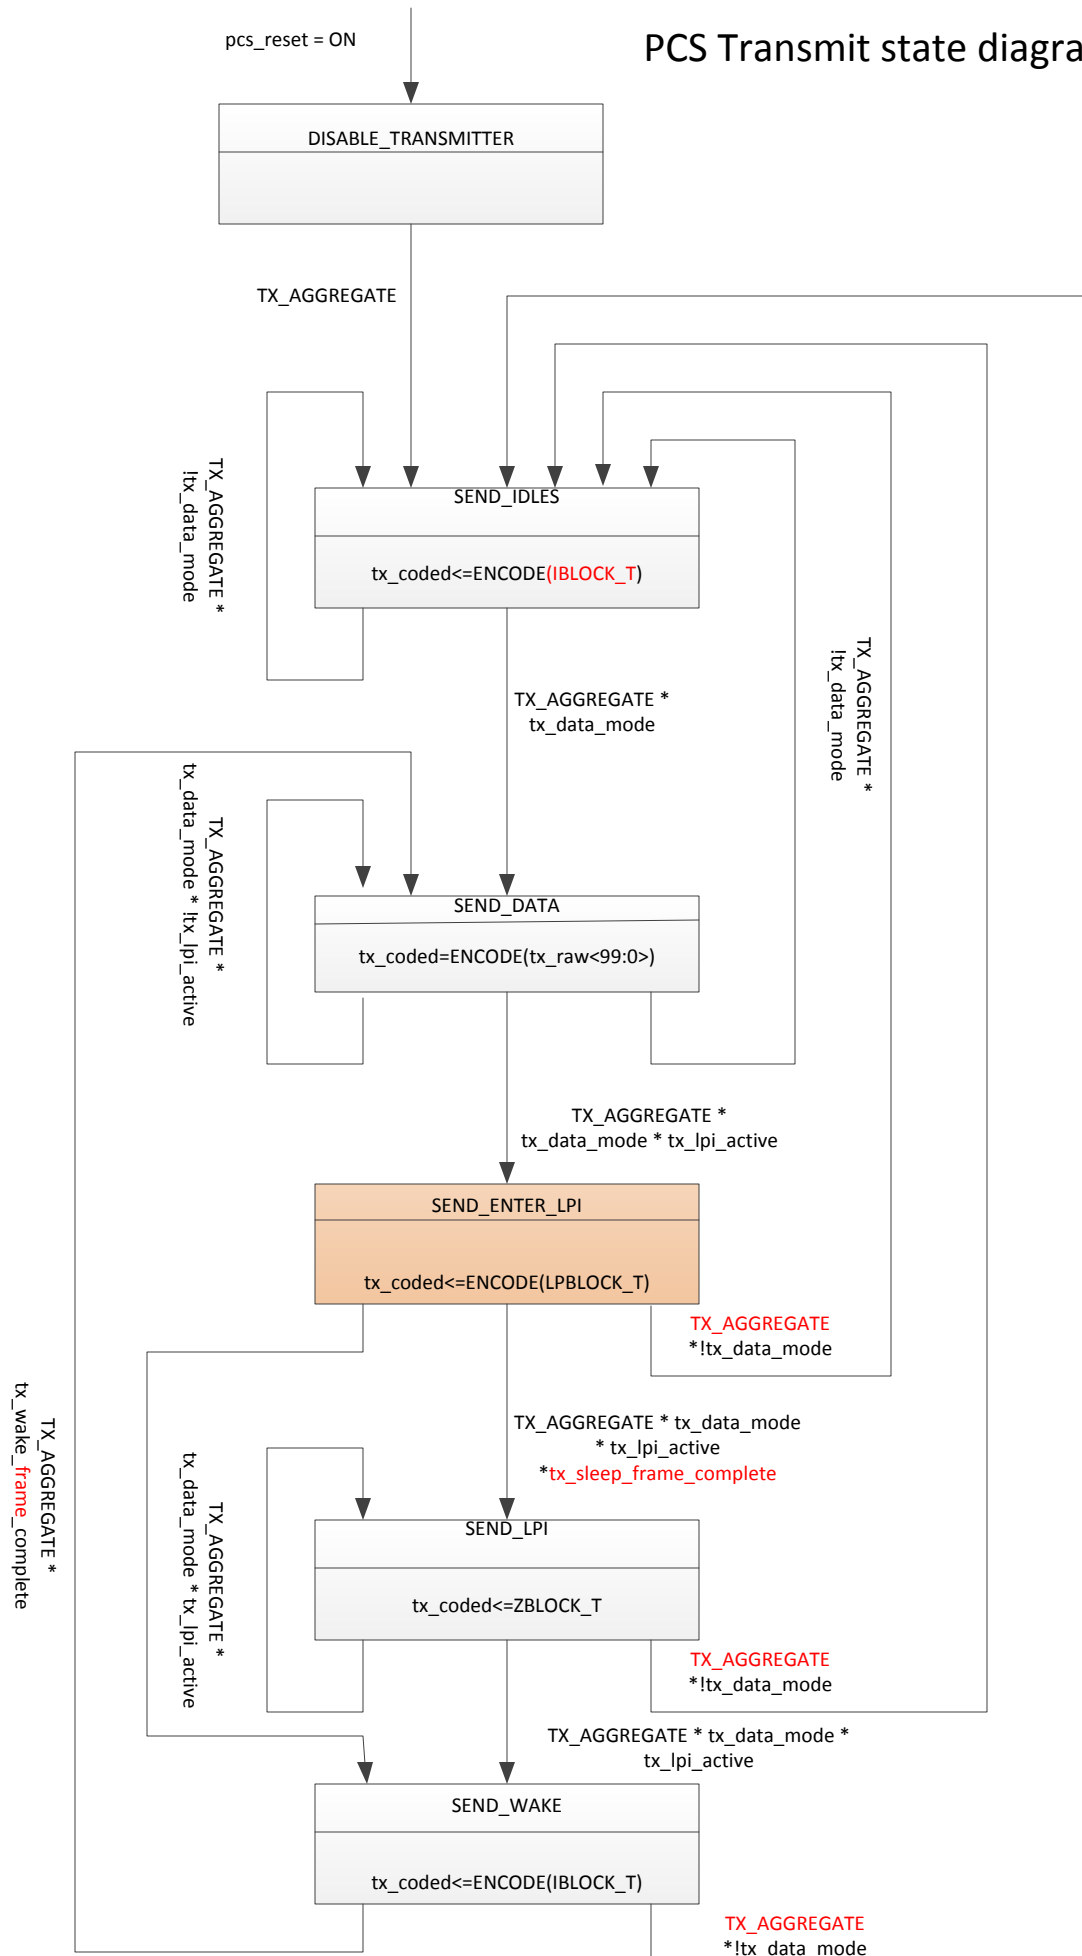 pcs_reset = ON
PCS Transmit state diagra
DISABLE_TRANSMITTER
TX_AGGREGATE
TX_AGGREGATE *
!tx_data_mode
SEND_IDLES
tx_coded<=ENCODE(IBLOCK_T)
TX_AGGREGATE *
!tx_data_mode
TX_AGGREGATE *
tx_data_mode
TX_AGGREGATE *
tx_data_mode * !tx_lpi_active
SEND_DATA
tx_coded=ENCODE(tx_raw<99:0>)
TX_AGGREGATE *
tx_data_mode * tx_lpi_active
SEND_ENTER_LPI
tx_coded<=ENCODE(LPBLOCK_T)
TX_AGGREGATE
*!tx_data_mode
TX_AGGREGATE *
tx_wake_frame_complete
TX_AGGREGATE * tx_data_mode
* tx_lpi_active
*tx_sleep_frame_complete
TX_AGGREGATE *
tx_data_mode * tx_lpi_active
SEND_LPI
tx_coded<=ZBLOCK_T
TX_AGGREGATE
*!tx_data_mode
TX_AGGREGATE * tx_data_mode *
tx_lpi_active
SEND_WAKE
tx_coded<=ENCODE(IBLOCK_T)
TX_AGGREGATE
*!tx_data_mode